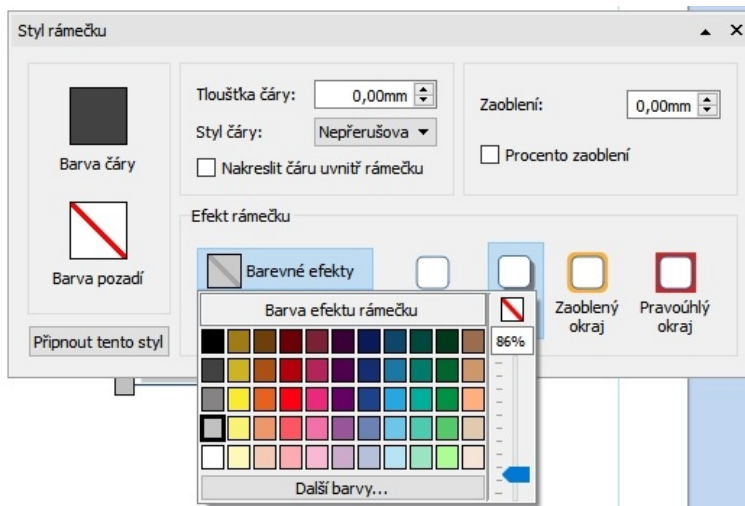 Styl rámečku
Barva čáry
Barva pozadí
Připnout tento styl
Tloušťka čáry:
0,00mm
Styl čáry:
Nepřerušova
Nakreslit čáru uvnitř rámečku
Zaoblení:
0,00mm
Procento zaoblení
Efekt rámečku
Barevné efekty
Zaoblený
okraj
Pravoúhlý
okraj
Barva efektu rámečku
86%
Další barvy...